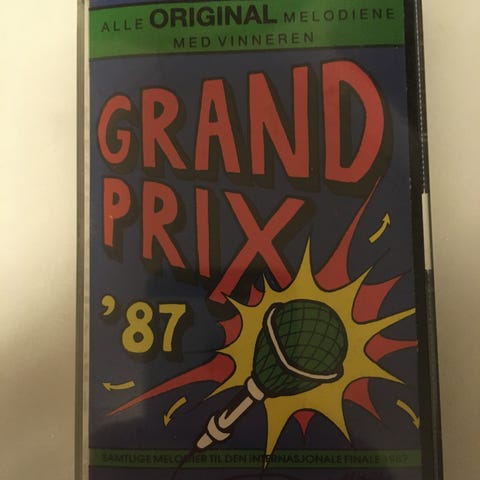 ALLE ORIGINAL MELODIENE
MED VINNEREN
GRAND
PRIX
'87
SAMTLIGE MELODIER TIL DEN INTERNASJONALE FINALE 1987